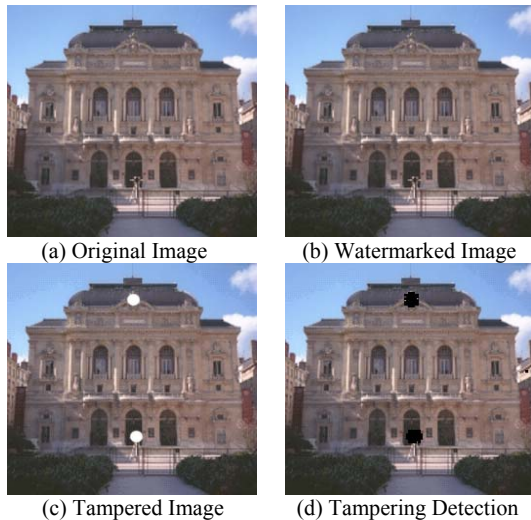 (a) Original Image
(b) Watermarked Image
(c) Tampered Image
(d) Tampering Detection